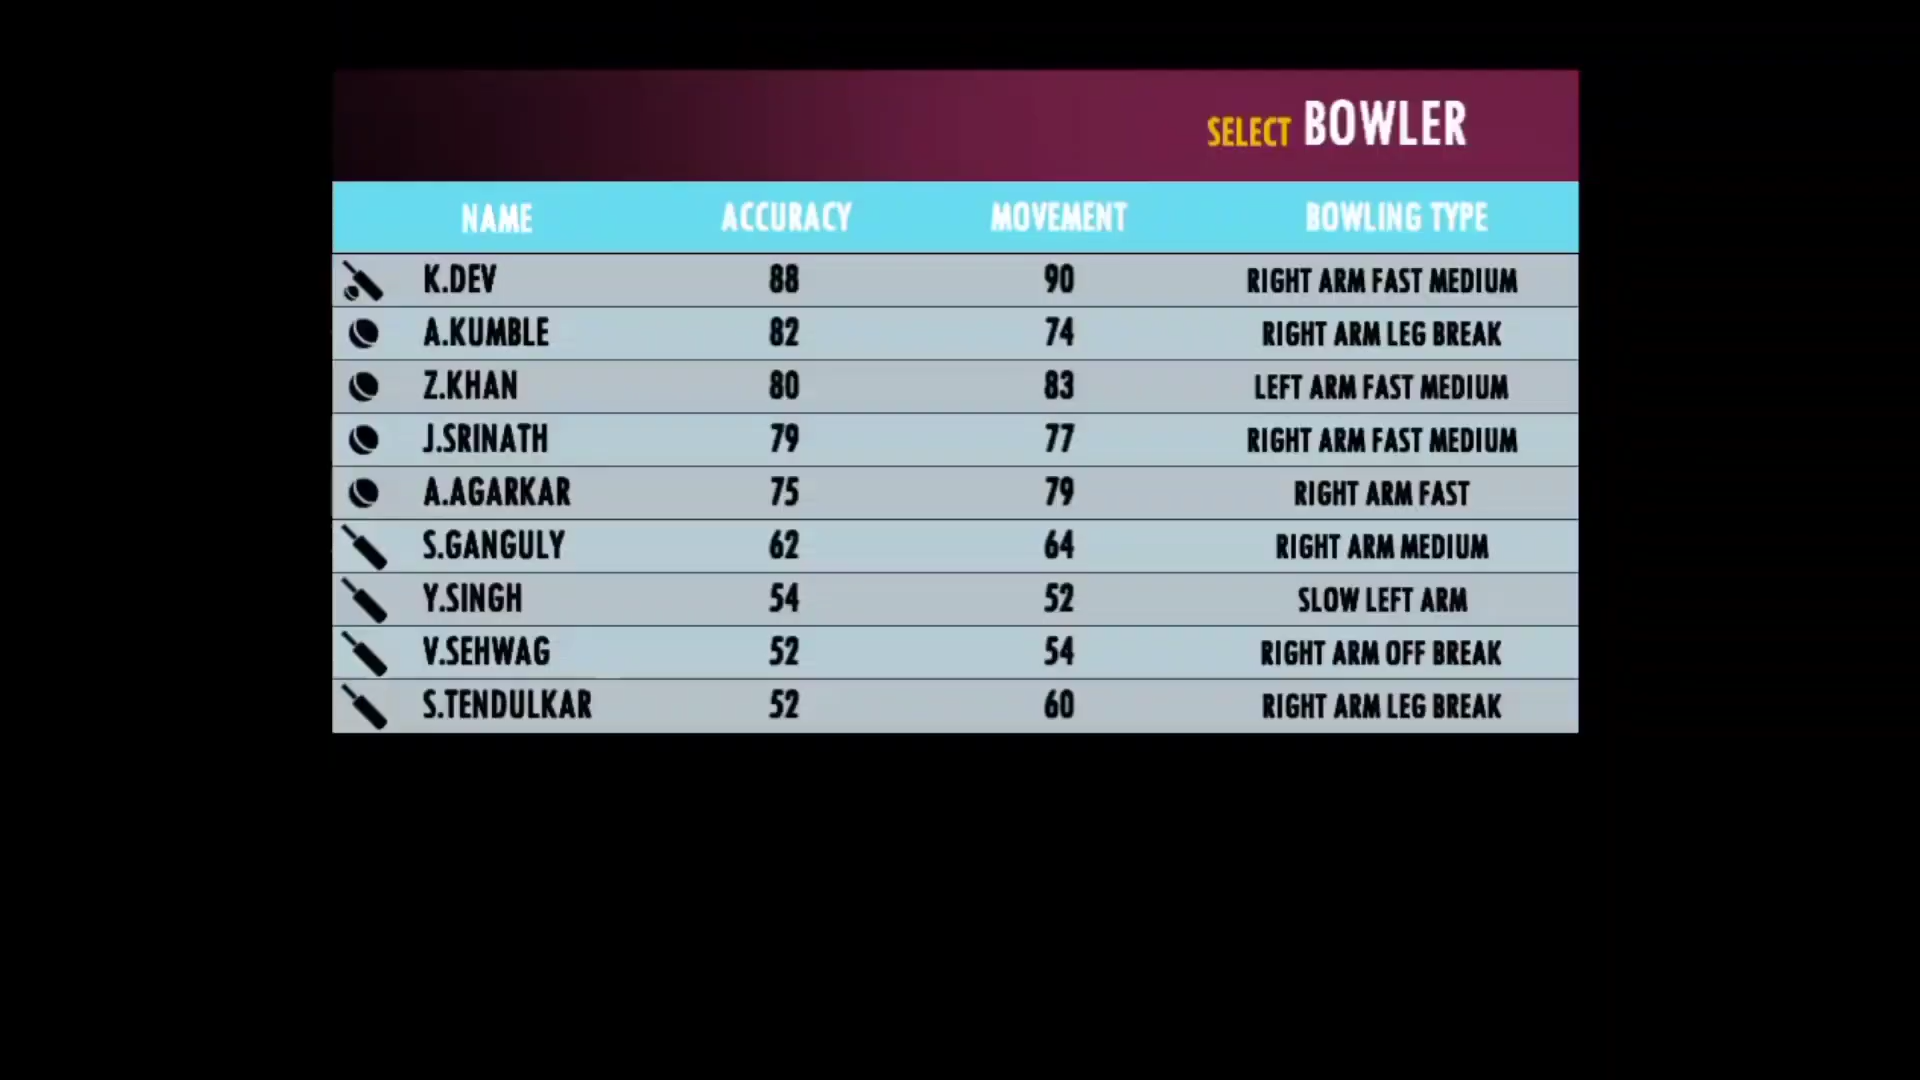 SELECT BOWLER
NAME ACCURACY MOVEMENT BOWLING TYPE
K.DEV 88 90 RIGHT ARM FAST MEDIUM
A.KUMBLE 82 74 RIGHT ARM LEG BREAK
Z.KHAN 80 83 LEFT ARM FAST MEDIUM
J.SRINATH 79 77 RIGHT ARM FAST MEDIUM
A.AGARKAR 75 79 RIGHT ARM FAST
S.GANGULY 62 64 RIGHT ARM MEDIUM
Y.SINGH 54 52 SLOW LEFT ARM
V.SEHWAG 52 54 RIGHT ARM OFF BREAK
S.TENDULKAR 52 60 RIGHT ARM LEG BREAK